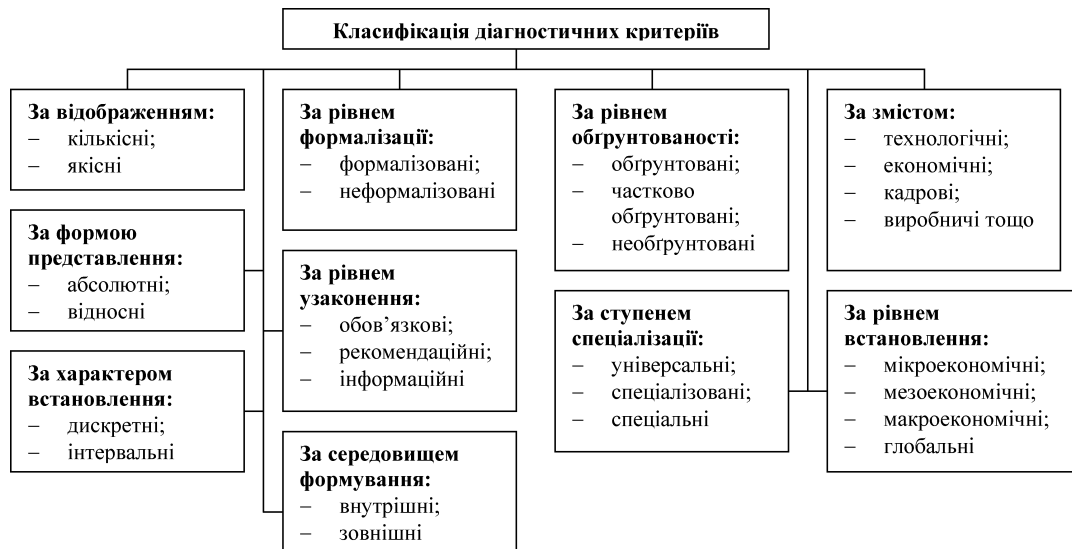 Класифікація діагностичних критеріїв
За відображенням:
– кількісні;
– якісні
За формою
представлення:
– абсолютні;
– відносні
За характером
встановлення:
– дискретні;
– інтервальні
За рівнем
формалізації:
– формалізовані;
– неформалізовані
За рівнем
узаконення:
– обов’язкові;
– рекомендаційні;
– інформаційні
За середовищем
формування:
– внутрішні;
– зовнішні
За рівнем
обґрунтованості:
– обґрунтовані;
– частково
обґрунтовані;
– необґрунтовані
За ступенем
спеціалізації:
– універсальні;
– спеціалізовані;
– спеціальні
За змістом:
– технологічні;
– економічні;
– кадрові;
– виробничі тощо
За рівнем
встановлення:
– мікроекономічні;
– мезоекономічні;
– макроекономічні;
– глобальні